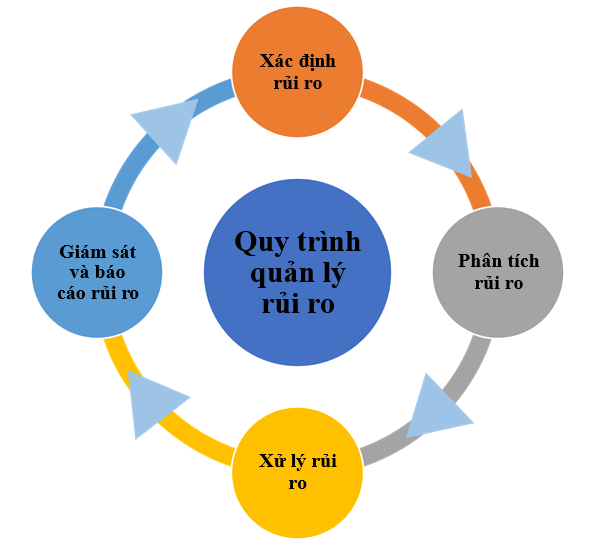 Xác định
rủi ro
Phân tích
rủi ro
Xử lý rủi
ro
Giám sát
và báo
cáo rủi ro
Quy trình
quản lý
rủi ro